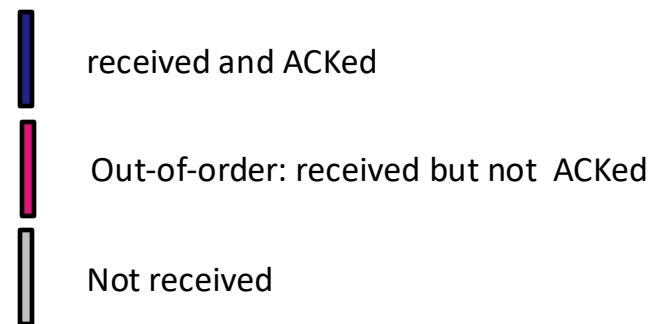 received and ACKed
Out-of-order: received but not ACKed
Not received